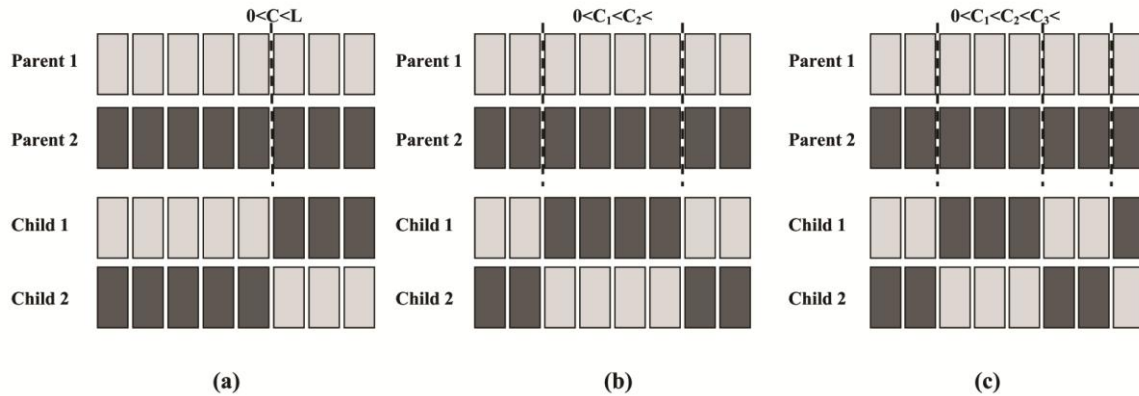 0<C<L
0<C₁<C₂<
0<C₁<C₂<C₃<
Parent 1
Parent 1
Parent 1
Parent 2
Parent 2
Parent 2
Child 1
Child 1
Child 1
Child 2
Child 2
Child 2
(a)
(b)
(c)